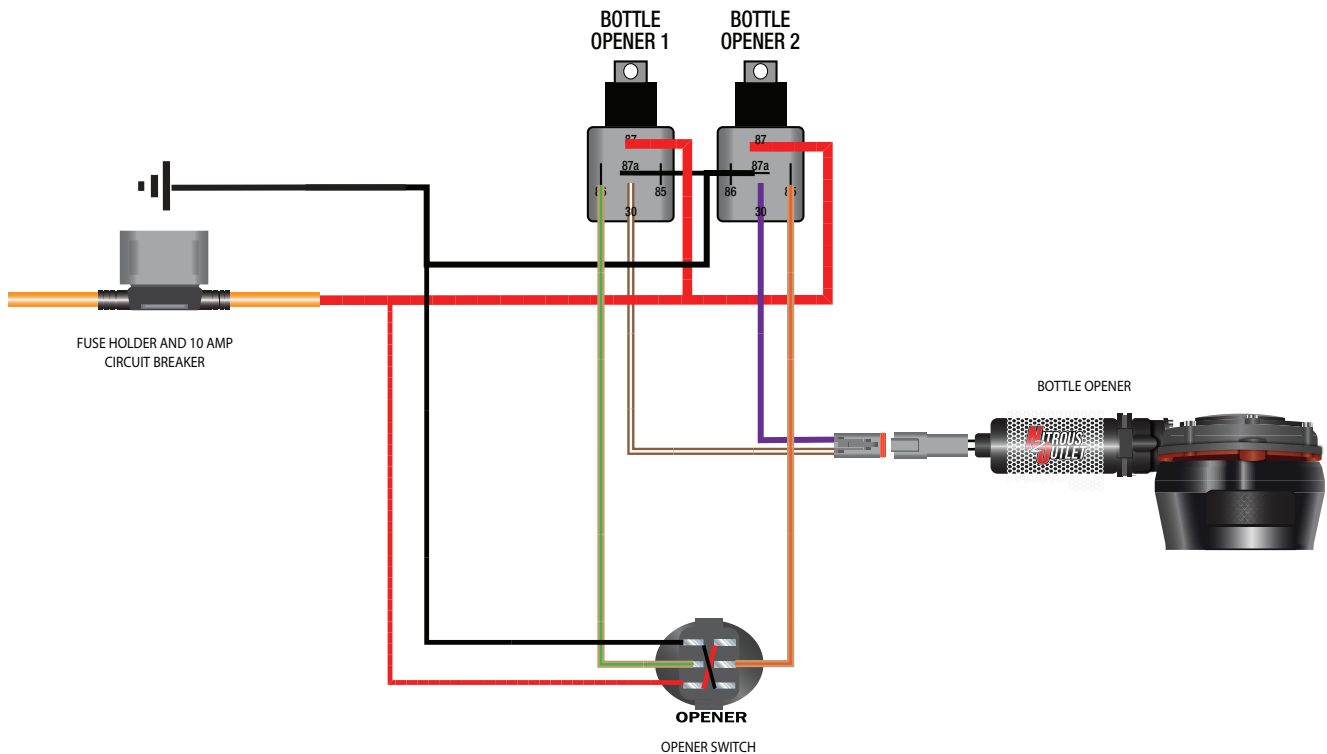 BOTTLE
OPENER 1
BOTTLE
OPENER 2
87
87
87a
87a
86
85
86
85
30
30
FUSE HOLDER AND 10 AMP
CIRCUIT BREAKER
BOTTLE OPENER
NITROUS
OUTLET
OPENER
OPENER SWITCH